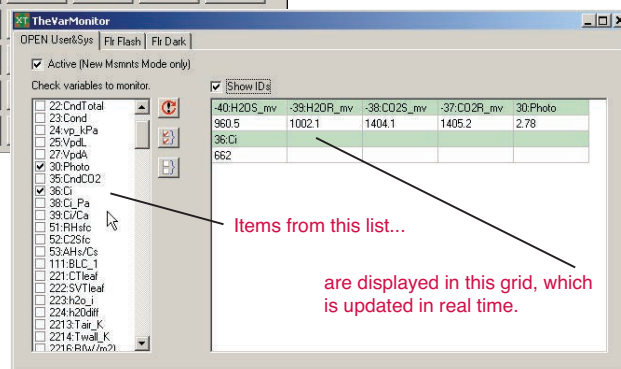 TheVarMonitor
OPEN User&Sys Flr Flash Flr Dark
Active (New Msmnts Mode only)
Check variables to monitor.
Show IDs
22:CndTotal
23:Cond
24:vp_kPa
25:VpdL
27:VpdA
30:Photo
35:CndCO2
36:Ci
38:Ci_Pa
39:Ci/Ca
51:RHsfc
52:C2Sfc
53:AHs/Cs
111:BLC_1
221:CTleaf
222:SVTleaf
223:h2o_i
224:h20diff
2213:Tair_K
2214:Twall_K
2216:R(W/m2)
-40:H2OS_mv -39:H2OR_mv -38:CO2S_mv -37:CO2R_mv 30:Photo
960.5 1002.1 1404.1 1405.2 2.78
36:Ci
662
Items from this list...
are displayed in this grid, which
is updated in real time.